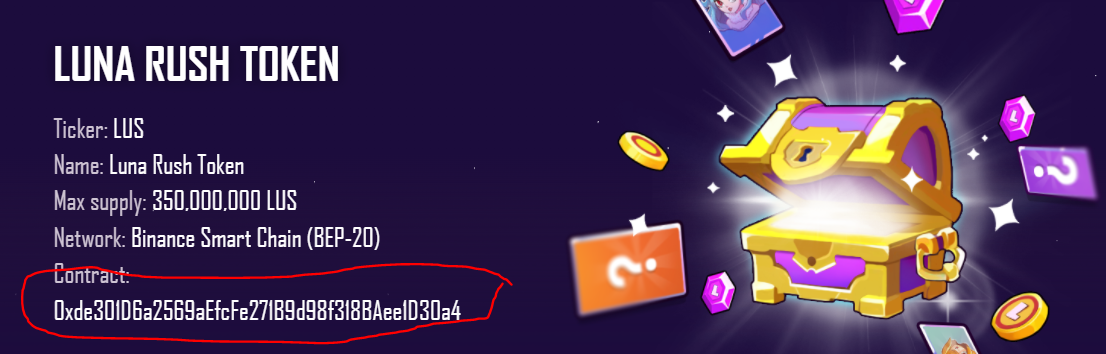 LUNA RUSH TOKEN
Ticker: LUS
Name: Luna Rush Token
Max supply: 350,000,000 LUS
Network: Binance Smart Chain (BEP-20)
Contract:
0xde301D6a2569aEfcFe271B9d98f318BAee1D30a4
L
?
?
L
L